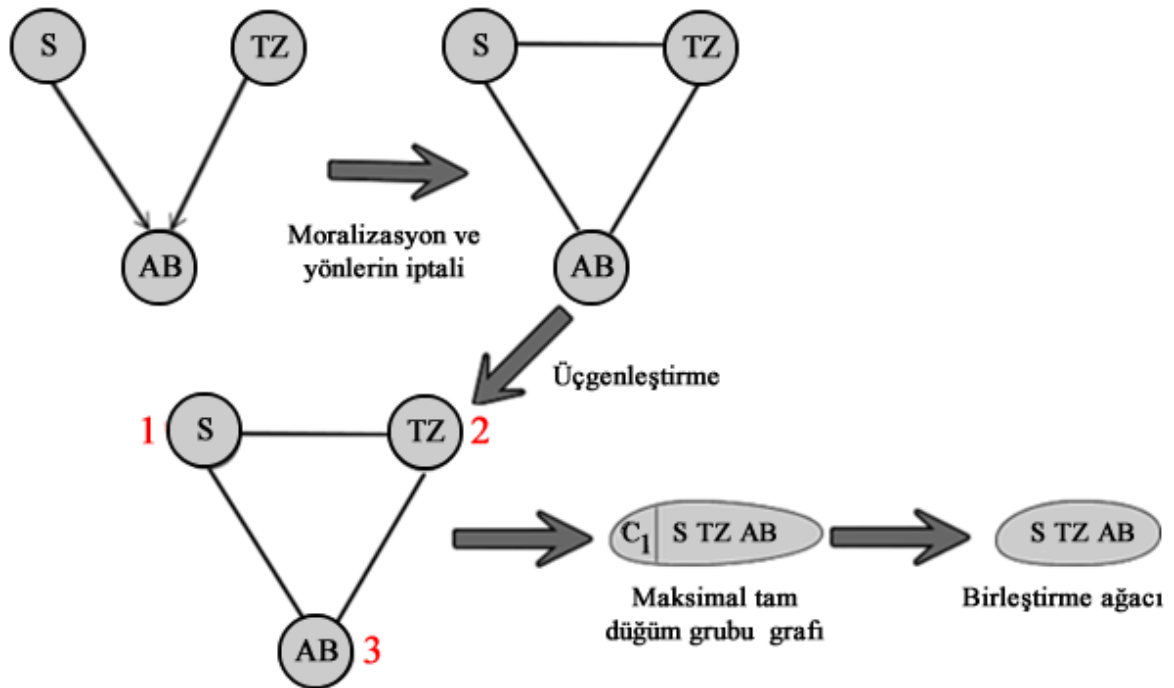 S
TZ
AB
Moralizasyon ve
yönlerin iptali
S
TZ
AB
Üçgenleştirme
1
S
TZ
2
AB
3
C1
S TZ AB
Maksimal tam
düğüm grubu grafı
S TZ AB
Birleştirme ağacı